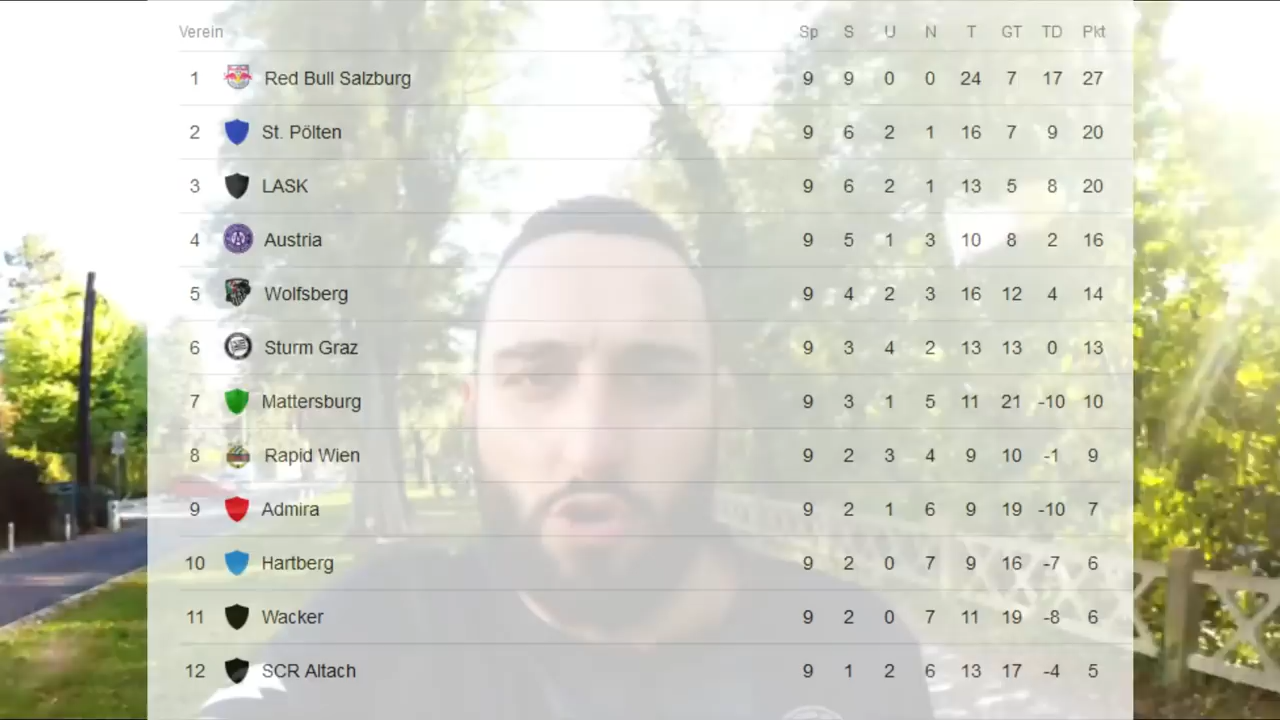 Verein Sp S U N T GT TD Pkt
1 Red Bull Salzburg 9 9 0 0 24 7 17 27
2 St. Pölten 9 6 2 1 16 7 9 20
3 LASK 9 6 2 1 13 5 8 20
4 Austria 9 5 1 3 10 8 2 16
5 Wolfsberg 9 4 2 3 16 12 4 14
6 Sturm Graz 9 3 4 2 13 13 0 13
7 Mattersburg 9 3 1 5 11 21 -10 10
8 Rapid Wien 9 2 3 4 9 10 -1 9
9 Admira 9 2 1 6 9 19 -10 7
10 Hartberg 9 2 0 7 9 16 -7 6
11 Wacker 9 2 0 7 11 19 -8 6
12 SCR Altach 9 1 2 6 13 17 -4 5